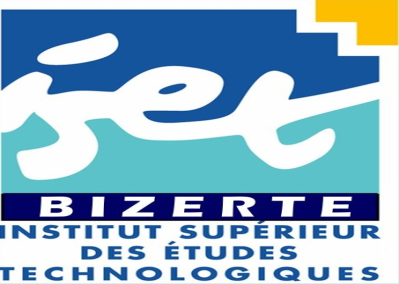 iset
BIZERTE
INSTITUT SUPÉRIEUR
DES ÉTUDES
TECHNOLOGIQUES